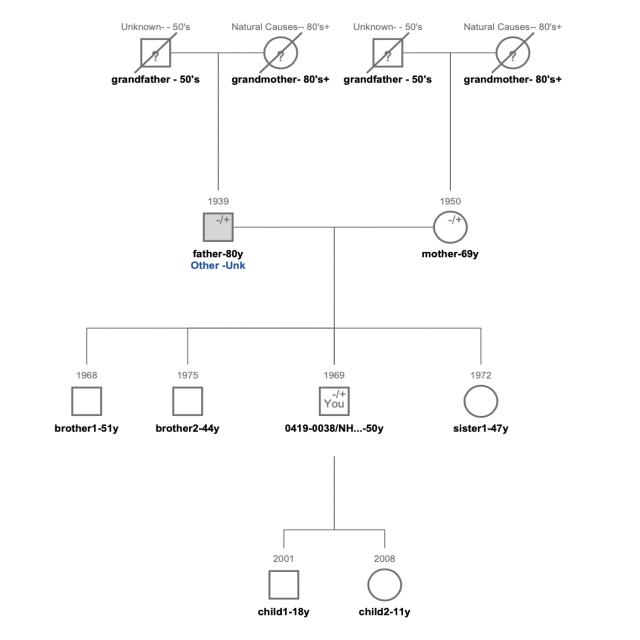 Unknown- - 50's
Natural Causes-- 80's+
Unknown- - 50's
Natural Causes-- 80's+
?
?
?
?
grandfather - 50's
grandmother- 80's+
grandfather - 50's
grandmother- 80's+
1939
1950
-/+
-/+
father-80y
mother-69y
Other -Unk
1968
1975
1969
1972
-/+
You
brother1-51y
brother2-44y
0419-0038/NH...-50y
sister1-47y
2001
2008
child1-18y
child2-11y